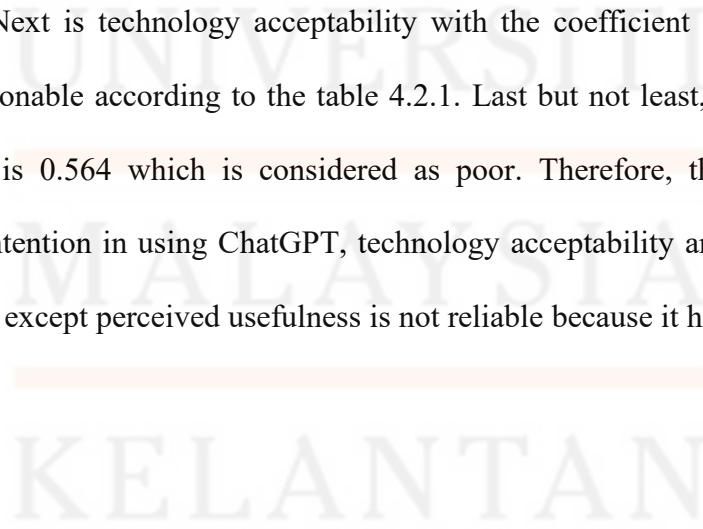 Next is technology acceptability with the coefficient
onable according to the table 4.2.1. Last but not least,
is 0.564 which is considered as poor. Therefore, th
ntention in using ChatGPT, technology acceptability a
except perceived usefulness is not reliable because it h
UNIVERSITI
MALAYSIA
KELANTAN